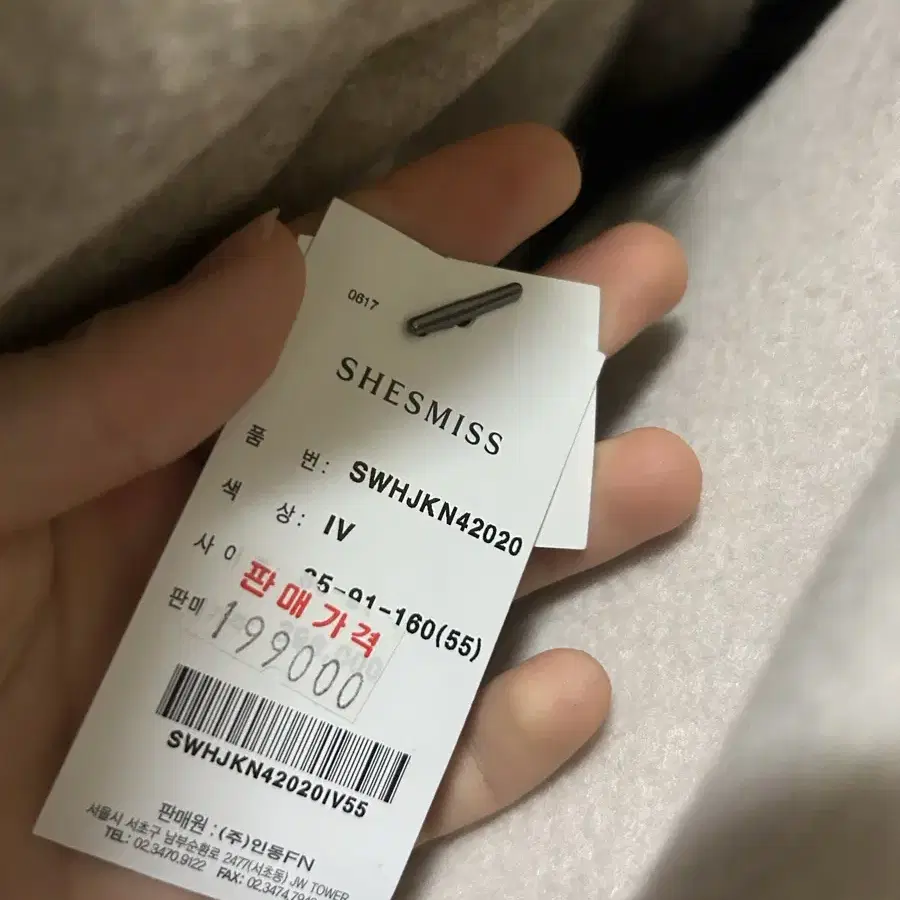 0617
SHESMISS
품 번: SWHJKN42020
색 상: IV
사이 85-91-160(55)
판매
판매가격
199000
SWHJKN42020IV55
판매원 : (주)인동FN
서울시 서초구 남부순환로 2477(서초동) JW TOWER
TEL: 02.3470.9122 FAX: 02.3474.